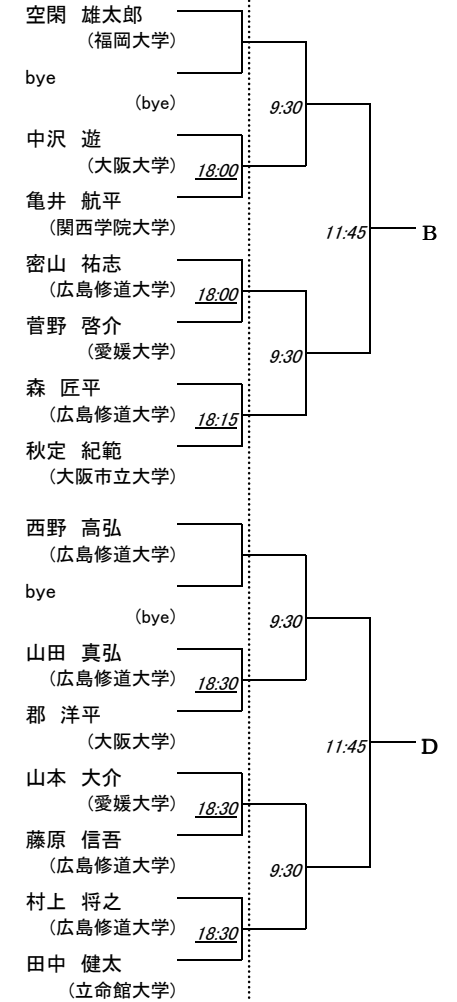 空閑 雄太郎
(福岡大学)
bye
(bye)
9:30
中沢 遊
(大阪大学)
18:00
亀井 航平
(関西学院大学)
11:45
B
密山 祐志
(広島修道大学)
18:00
菅野 啓介
(愛媛大学)
9:30
森 匠平
(広島修道大学)
18:15
秋定 紀範
(大阪市立大学)
西野 高弘
(広島修道大学)
bye
(bye)
9:30
山田 真弘
(広島修道大学)
18:30
郡 洋平
(大阪大学)
11:45
D
山本 大介
(愛媛大学)
18:30
藤原 信吾
(広島修道大学)
9:30
村上 将之
(広島修道大学)
18:30
田中 健太
(立命館大学)